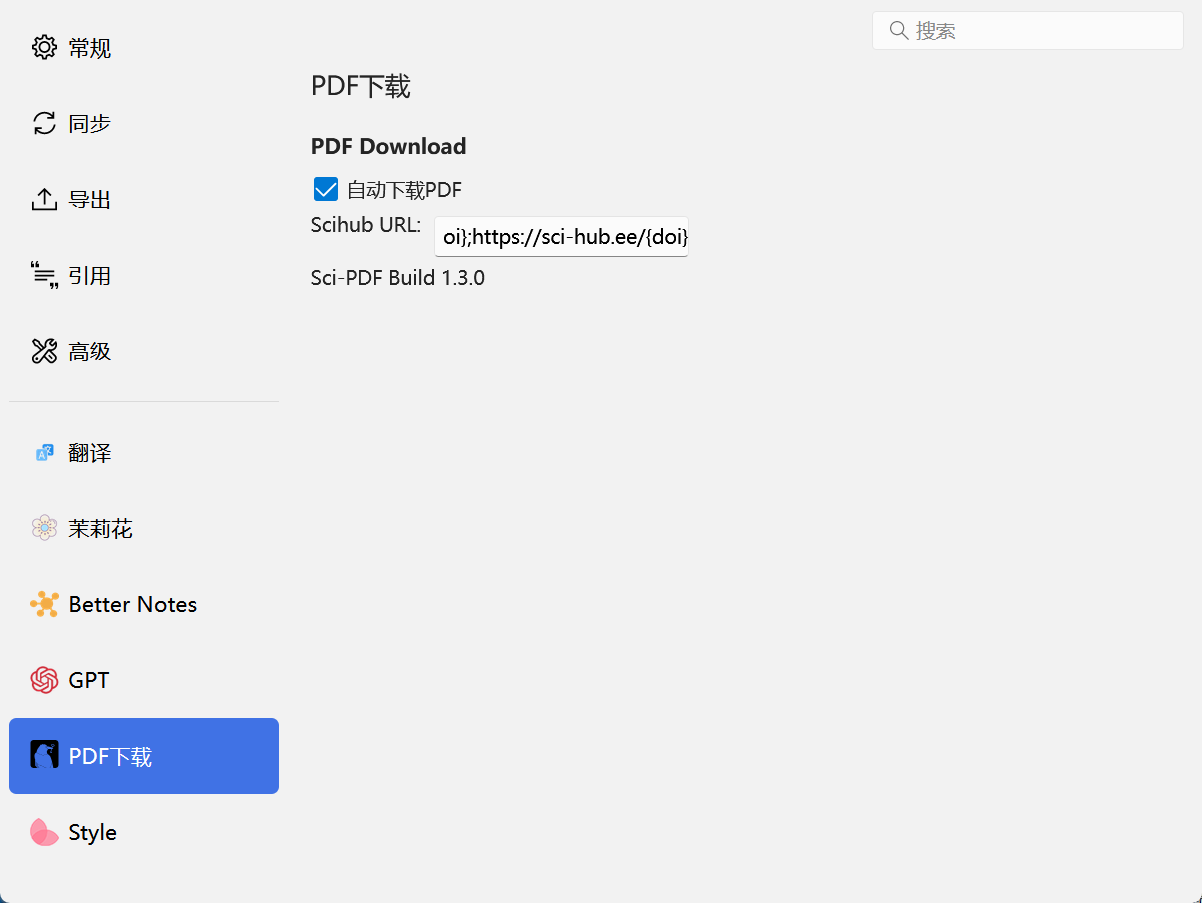 常规
同步
导出
引用
高级
翻译
茉莉花
Better Notes
GPT
PDF下载
Style
搜索
PDF下载
PDF Download
自动下载PDF
Scihub URL: oi};https://sci-hub.ee/{doi}
Sci-PDF Build 1.3.0